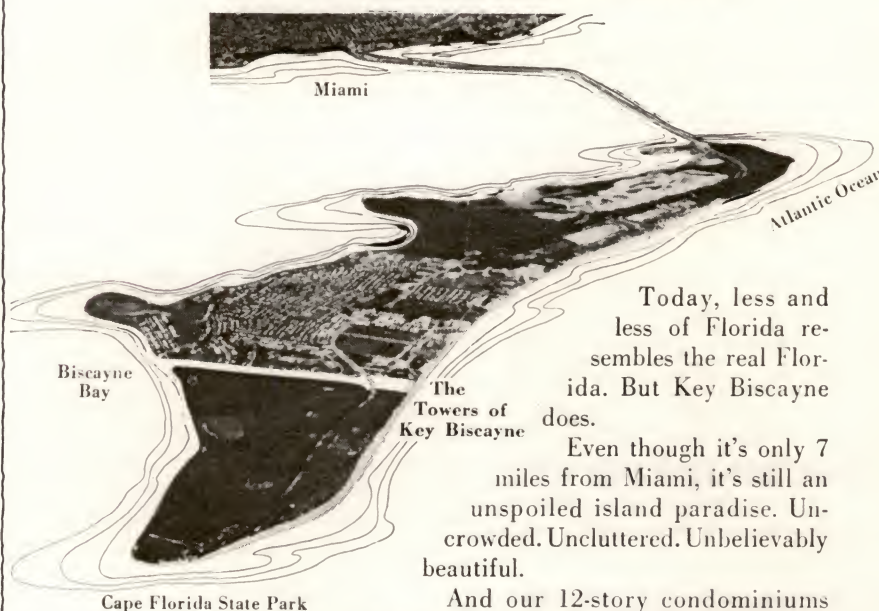 Miami
Atlantic Ocean
Biscayne
Bay
The
Towers of
Key Biscayne
Cape Florida State Park
Today, less and
less of Florida re-
sembles the real Flor-
ida. But Key Biscayne
does.
Even though it's only 7
miles from Miami, it's still an
unspoiled island paradise. Un-
crowded. Uncluttered. Unbelievably
beautiful.
And our 12-story condominiums